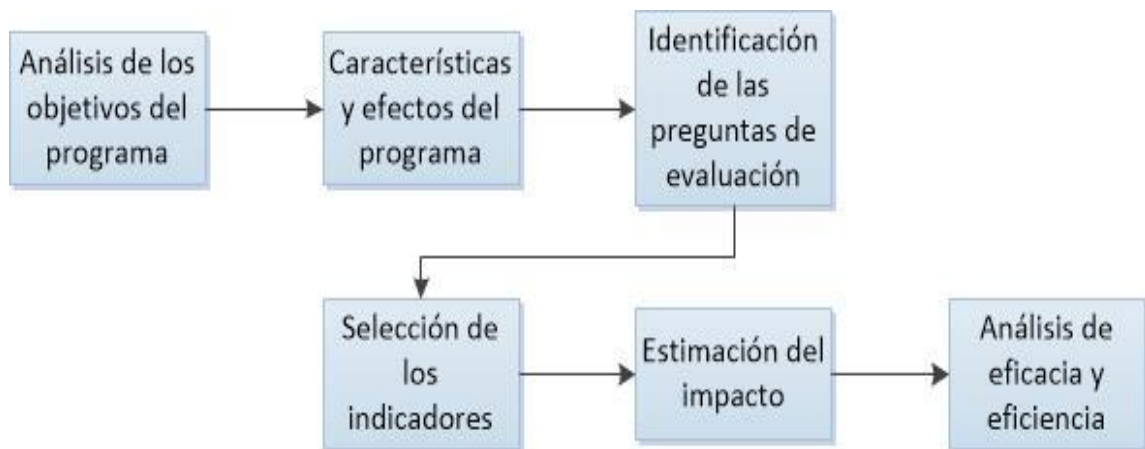 Análisis de los
objetivos del
programa
Características
y efectos del
programa
Identificación
de las
preguntas de
evaluación
Selección de
los
indicadores
Estimación del
impacto
Análisis de
eficacia y
eficiencia